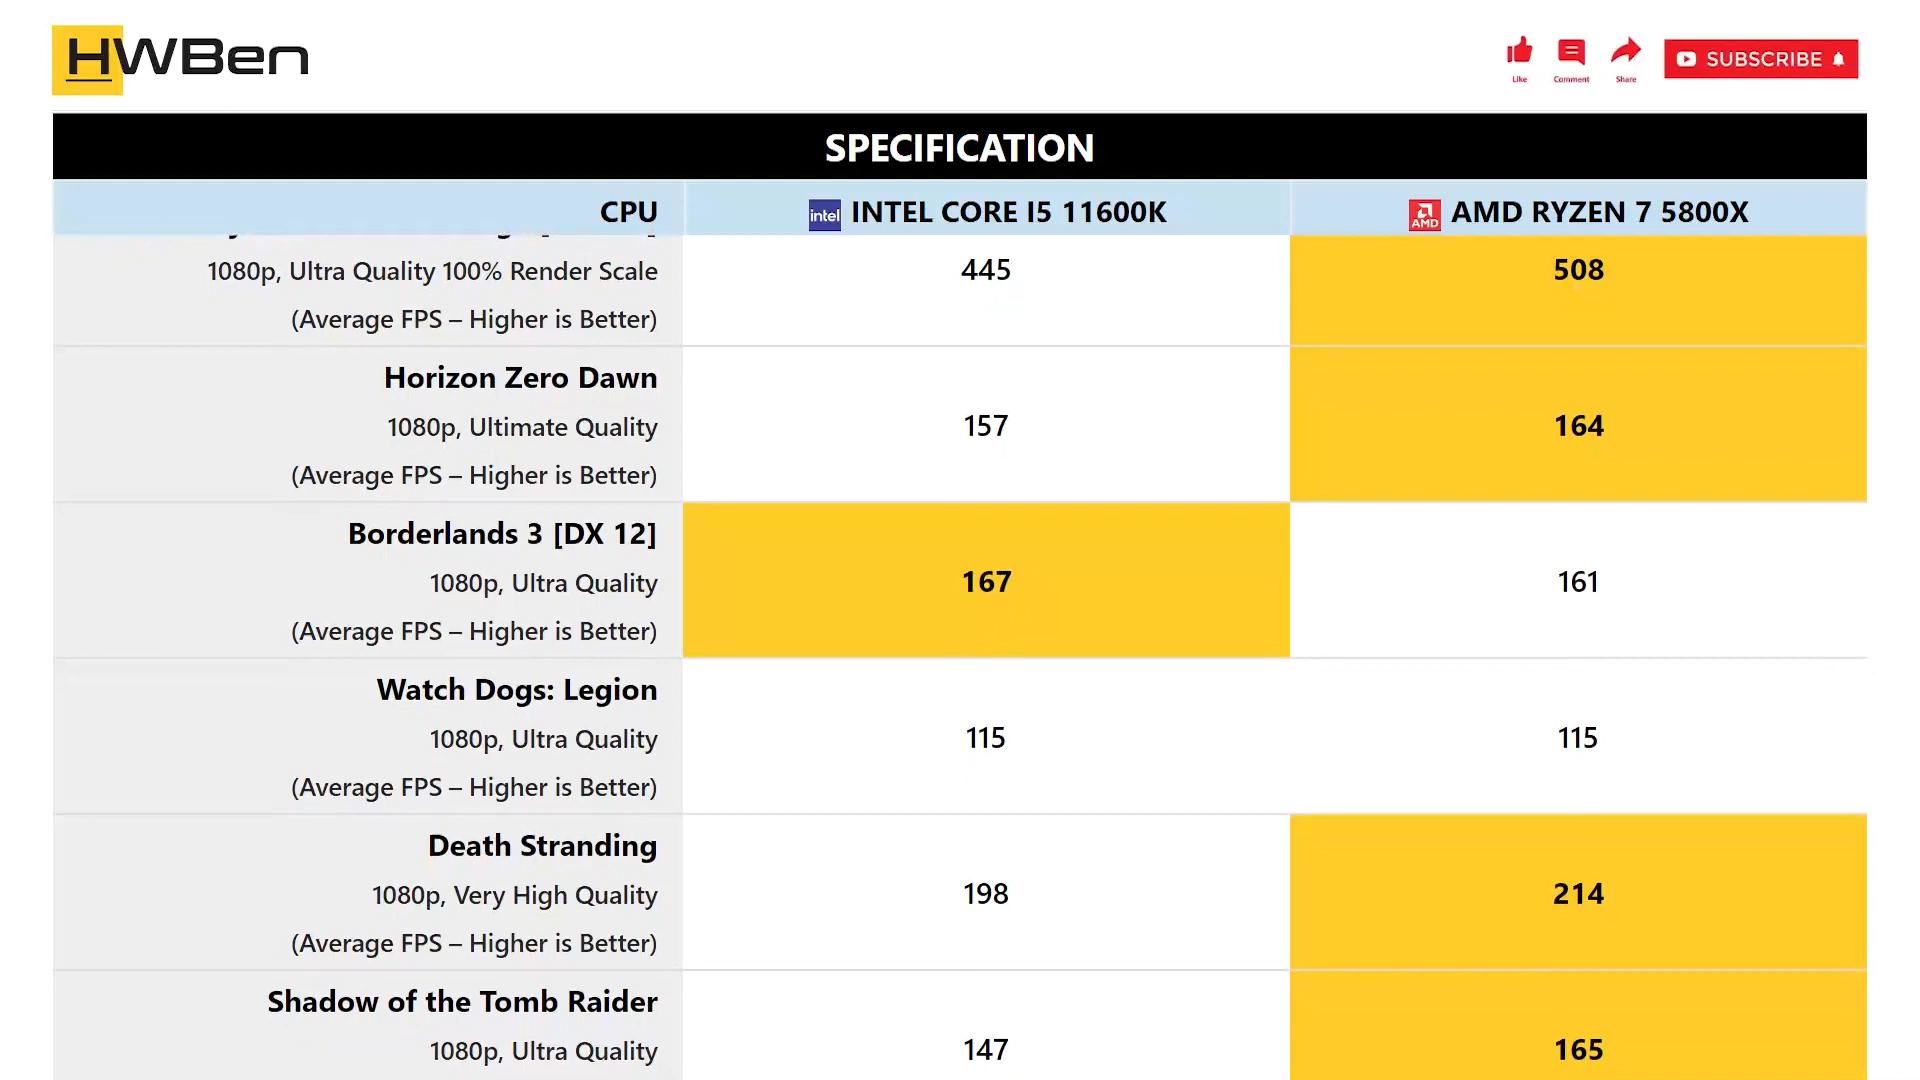 HWBen
Like
Comment
Share
SUBSCRIBE
SPECIFICATION
CPU
intel INTEL CORE I5 11600K
AMD AMD RYZEN 7 5800X
1080p, Ultra Quality 100% Render Scale
(Average FPS – Higher is Better)
445
508
Horizon Zero Dawn
1080p, Ultimate Quality
(Average FPS – Higher is Better)
157
164
Borderlands 3 [DX 12]
1080p, Ultra Quality
(Average FPS – Higher is Better)
167
161
Watch Dogs: Legion
1080p, Ultra Quality
(Average FPS – Higher is Better)
115
115
Death Stranding
1080p, Very High Quality
(Average FPS – Higher is Better)
198
214
Shadow of the Tomb Raider
1080p, Ultra Quality
147
165